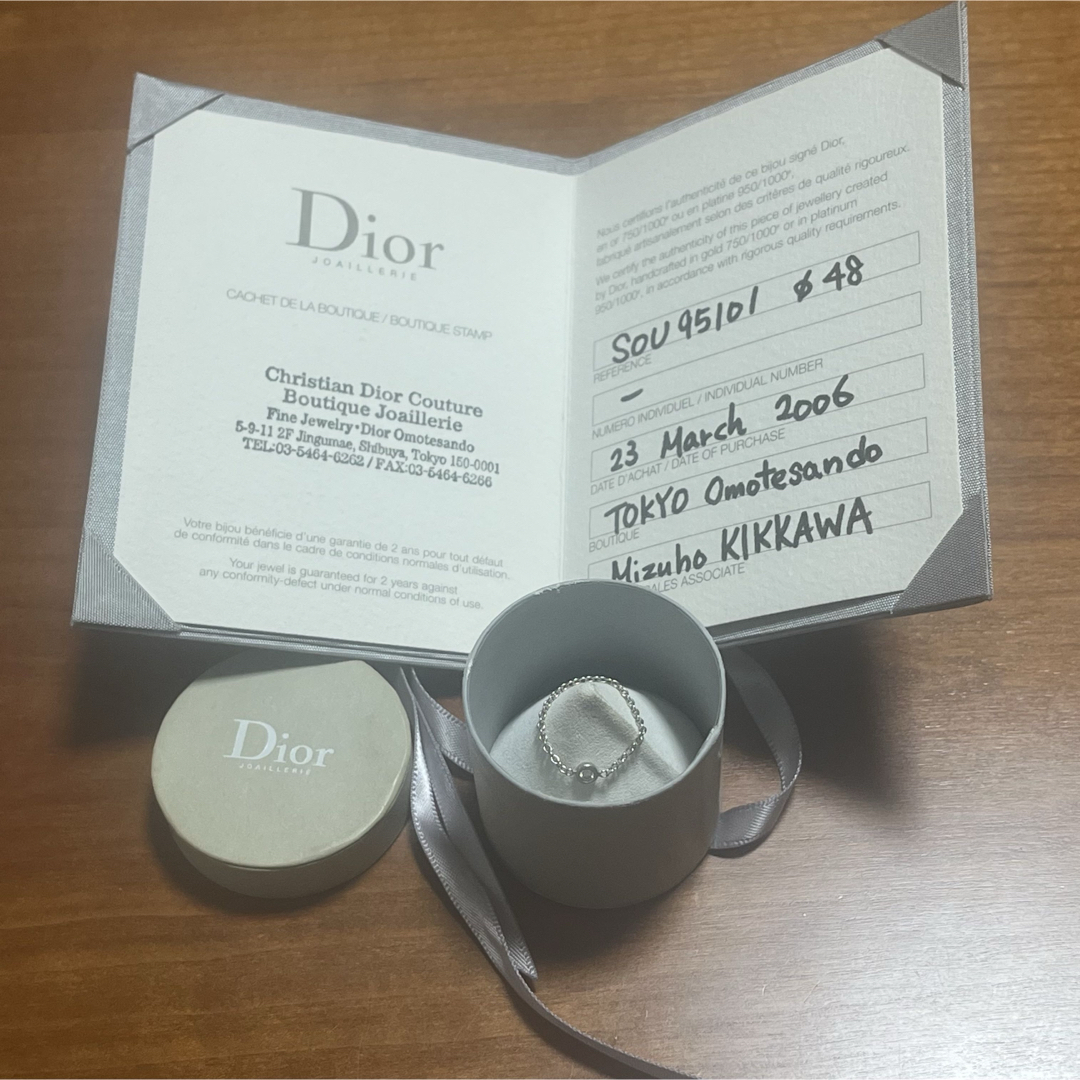 Dior
JOAILLERIE
CACHET DE LA BOUTIQUE / BOUTIQUE STAMP
Christian Dior Couture
Boutique Joaillerie
Fine Jewelry・Dior Omotesando
5-9-11 2F Jingumae, Shibuya, Tokyo 150-0001
TEL:03-5464-6262 / FAX:03-5464-6266
Votre bijou bénéficie d'une garantie de 2 ans pour tout défaut
de conformité dans le cadre de conditions normales d'utilisation.
Your jewel is guaranteed for 2 years against
any conformity-defect under normal conditions of use.
Nous certifions l'authenticité de ce bijou signé Dior,
en or 750/1000e ou en platine 950/1000e,
fabriqué artisanalement selon des critères de qualité rigoureux.
We certify the authenticity of this piece of jewellery created
by Dior, handcrafted in gold 750/1000e or in platinum
950/1000e, in accordance with rigorous quality requirements.
SOU 95101 ø 48
REFERENCE
—
NUMERO INDIVIDUEL / INDIVIDUAL NUMBER
23 March 2006
DATE D'ACHAT / DATE OF PURCHASE
TOKYO Omotesando
BOUTIQUE
Mizuho KIKKAWA
ASSOCIATE
Dior
JOAILLERIE